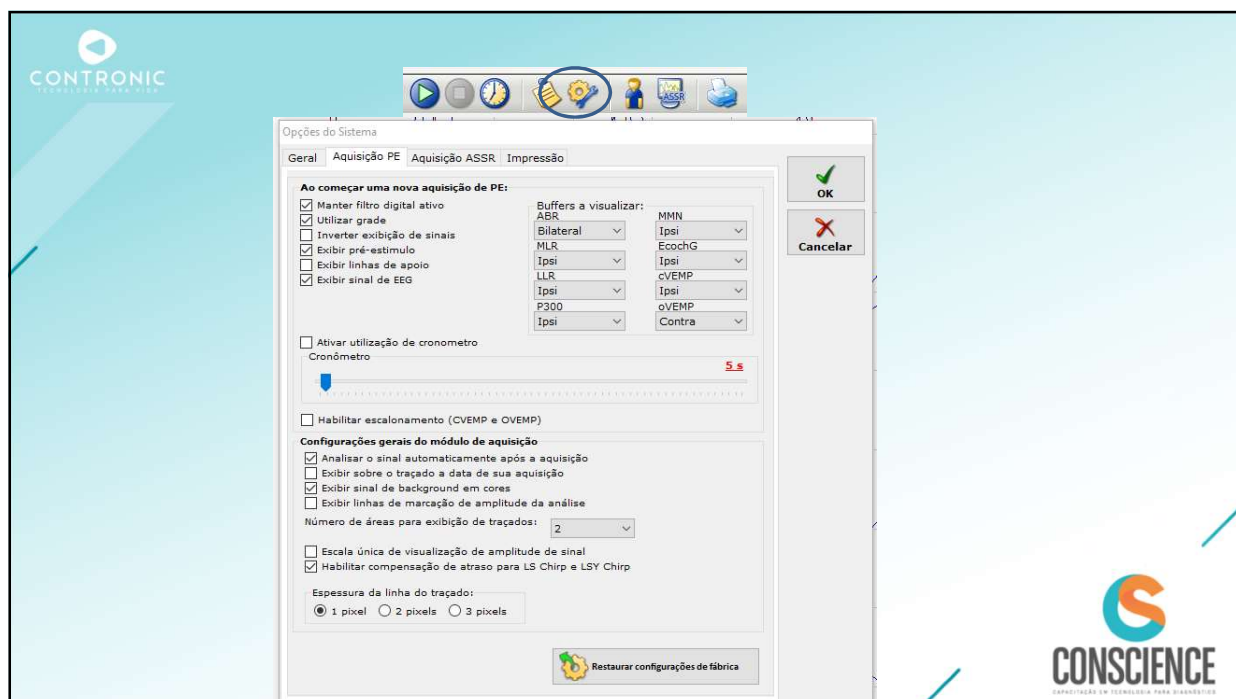 CONTRONIC
TECNOLOGIA PARA VIDA
ASSR
Opções do Sistema
Geral Aquisição PE Aquisição ASSR Impressão
OK
Cancelar
Ao começar uma nova aquisição de PE:
Manter filtro digital ativo
Utilizar grade
Inverter exibição de sinais
Exibir pré-estimulo
Exibir linhas de apoio
Exibir sinal de EEG
Buffers a visualizar:
ABR MMN
Bilateral Ipsi
MLR EcochG
Ipsi Ipsi
LLR cVEMP
Ipsi Ipsi
P300 oVEMP
Ipsi Contra
Ativar utilização de cronometro
Cronômetro
5 s
Habilitar escalonamento (CVEMP e OVEMP)
Configurações gerais do módulo de aquisição
Analisar o sinal automaticamente após a aquisição
Exibir sobre o traçado a data de sua aquisição
Exibir sinal de background em cores
Exibir linhas de marcação de amplitude da análise
Número de áreas para exibição de traçados: 2
Escala única de visualização de amplitude de sinal
Habilitar compensação de atraso para LS Chirp e LSY Chirp
Espessura da linha do traçado:
1 pixel 2 pixels 3 pixels
Restaurar configurações de fábrica
CONSCIENCE
CAPACITAÇÃO EM TECNOLOGIA PARA DIAGNÓSTICO